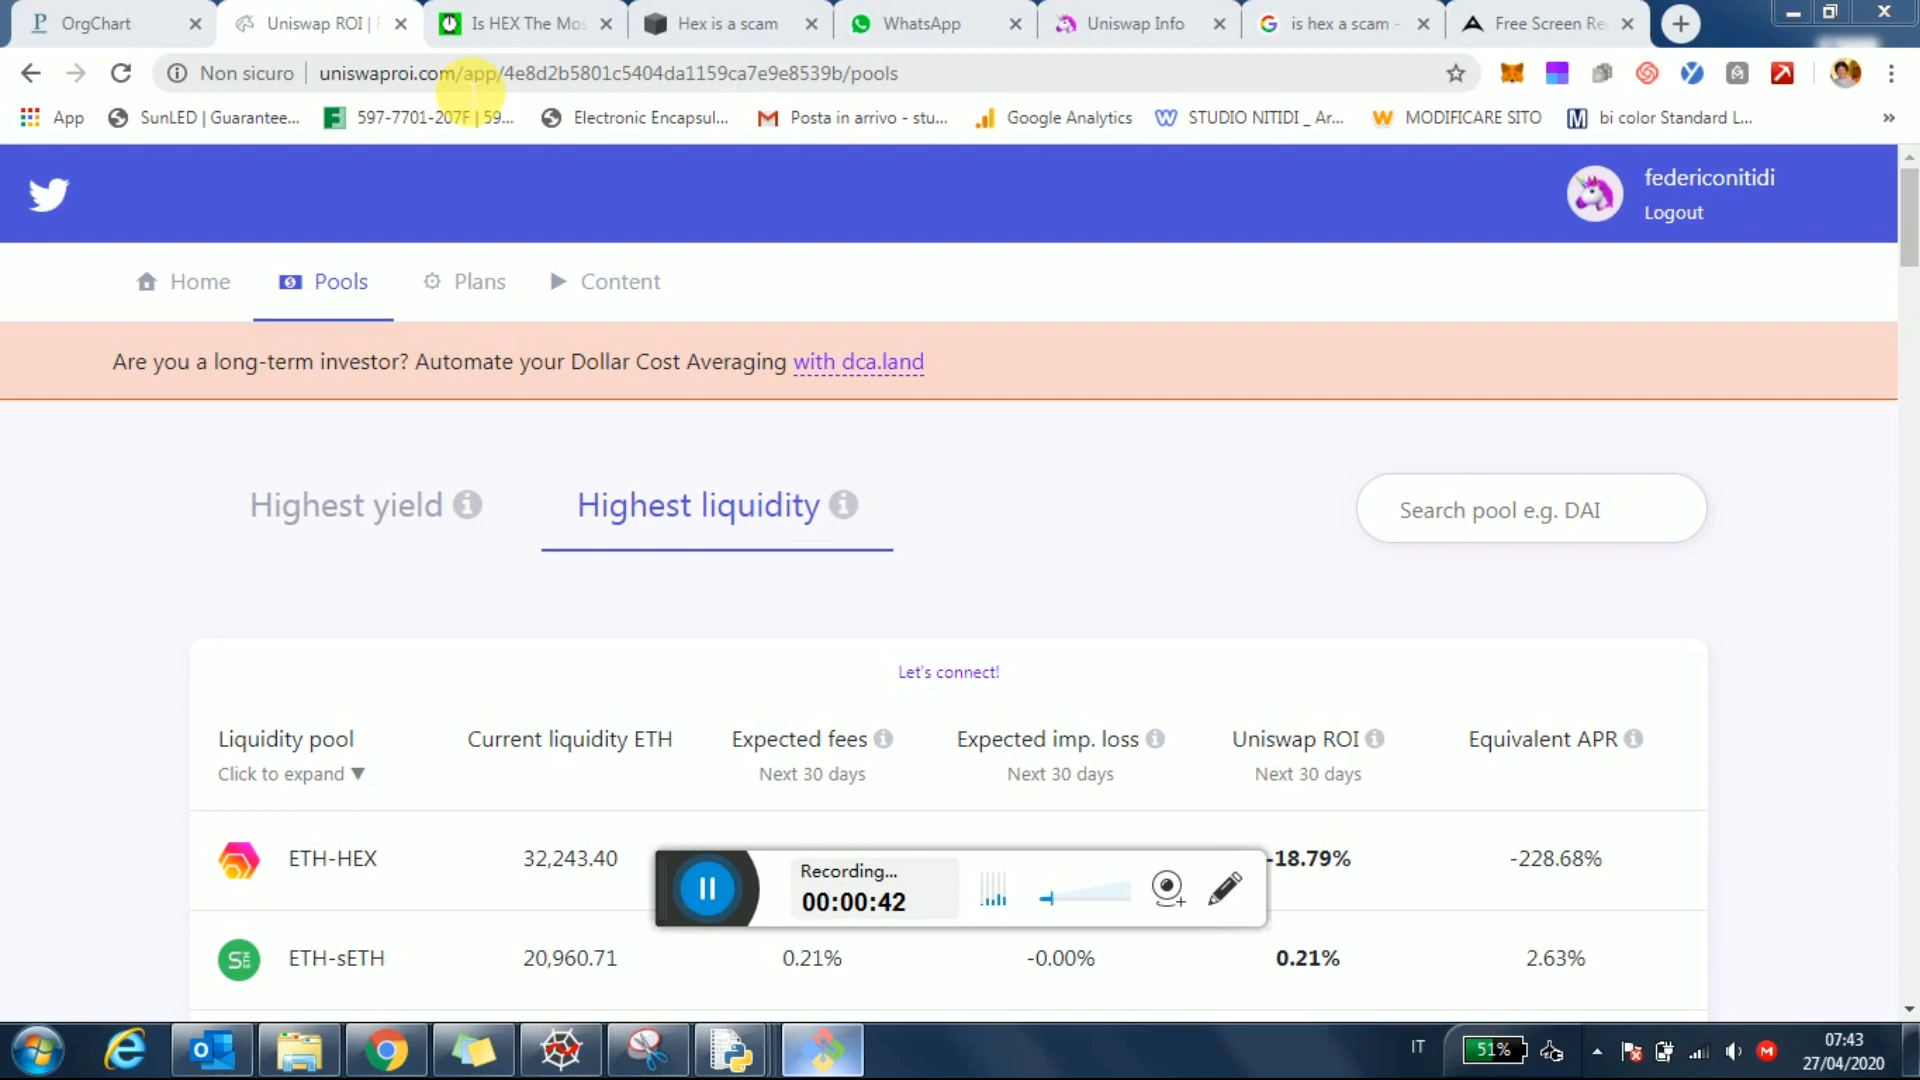 OrgChart
Uniswap ROI | P
Is HEX The Mos
Hex is a scam
WhatsApp
Uniswap Info
is hex a scam -
Free Screen Re
Non sicuro
uniswaproi.com/app/4e8d2b5801c5404da1159ca7e9e8539b/pools
App
SunLED | Guarantee...
597-7701-207F | 59...
Electronic Encapsul...
Posta in arrivo - stu...
Google Analytics
STUDIO NITIDI _ Ar...
MODIFICARE SITO
bi color Standard L...
»
federiconitidi
Logout
Home
Pools
Plans
Content
Are you a long-term investor? Automate your Dollar Cost Averaging with dca.land
Highest yield
Highest liquidity
Search pool e.g. DAI
Let's connect!
Liquidity pool
Click to expand ▼
Current liquidity ETH
Expected fees
Next 30 days
Expected imp. loss
Next 30 days
Uniswap ROI
Next 30 days
Equivalent APR
ETH-HEX
32,243.40
-18.79%
-228.68%
Recording...
00:00:42
ETH-sETH
20,960.71
0.21%
-0.00%
0.21%
2.63%
IT
51%
07:43
27/04/2020